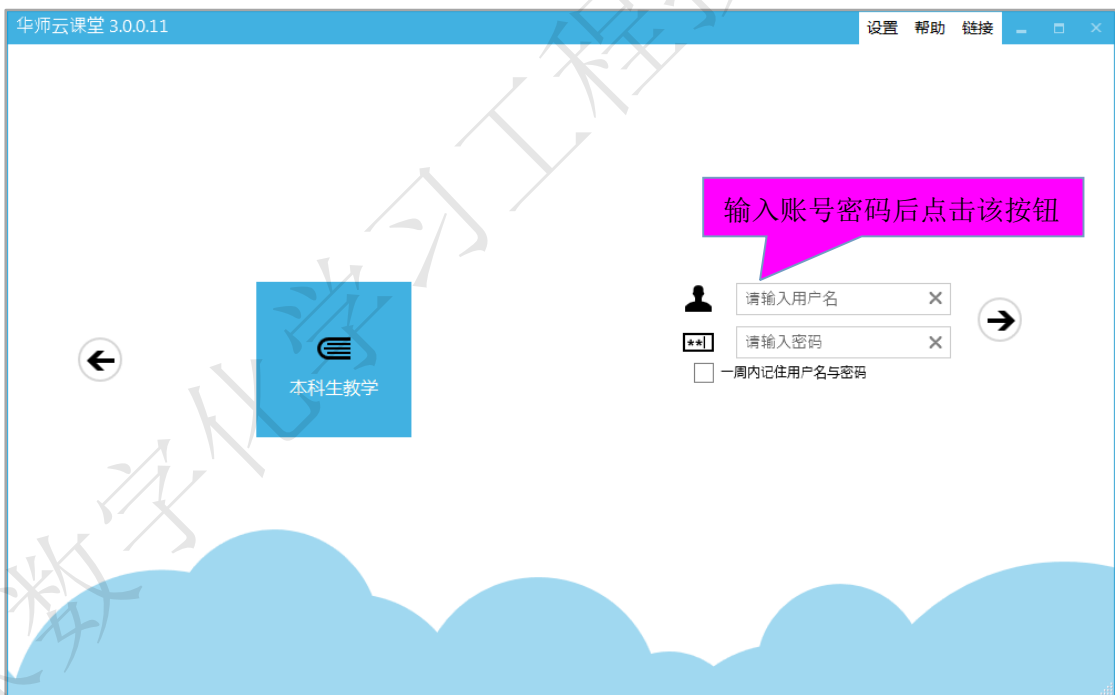 华师云课堂 3.0.0.11
设置 帮助 链接
输入账号密码后点击该按钮
请输入用户名
**
请输入密码
一周内记住用户名与密码
本科生教学
数字化学习工程